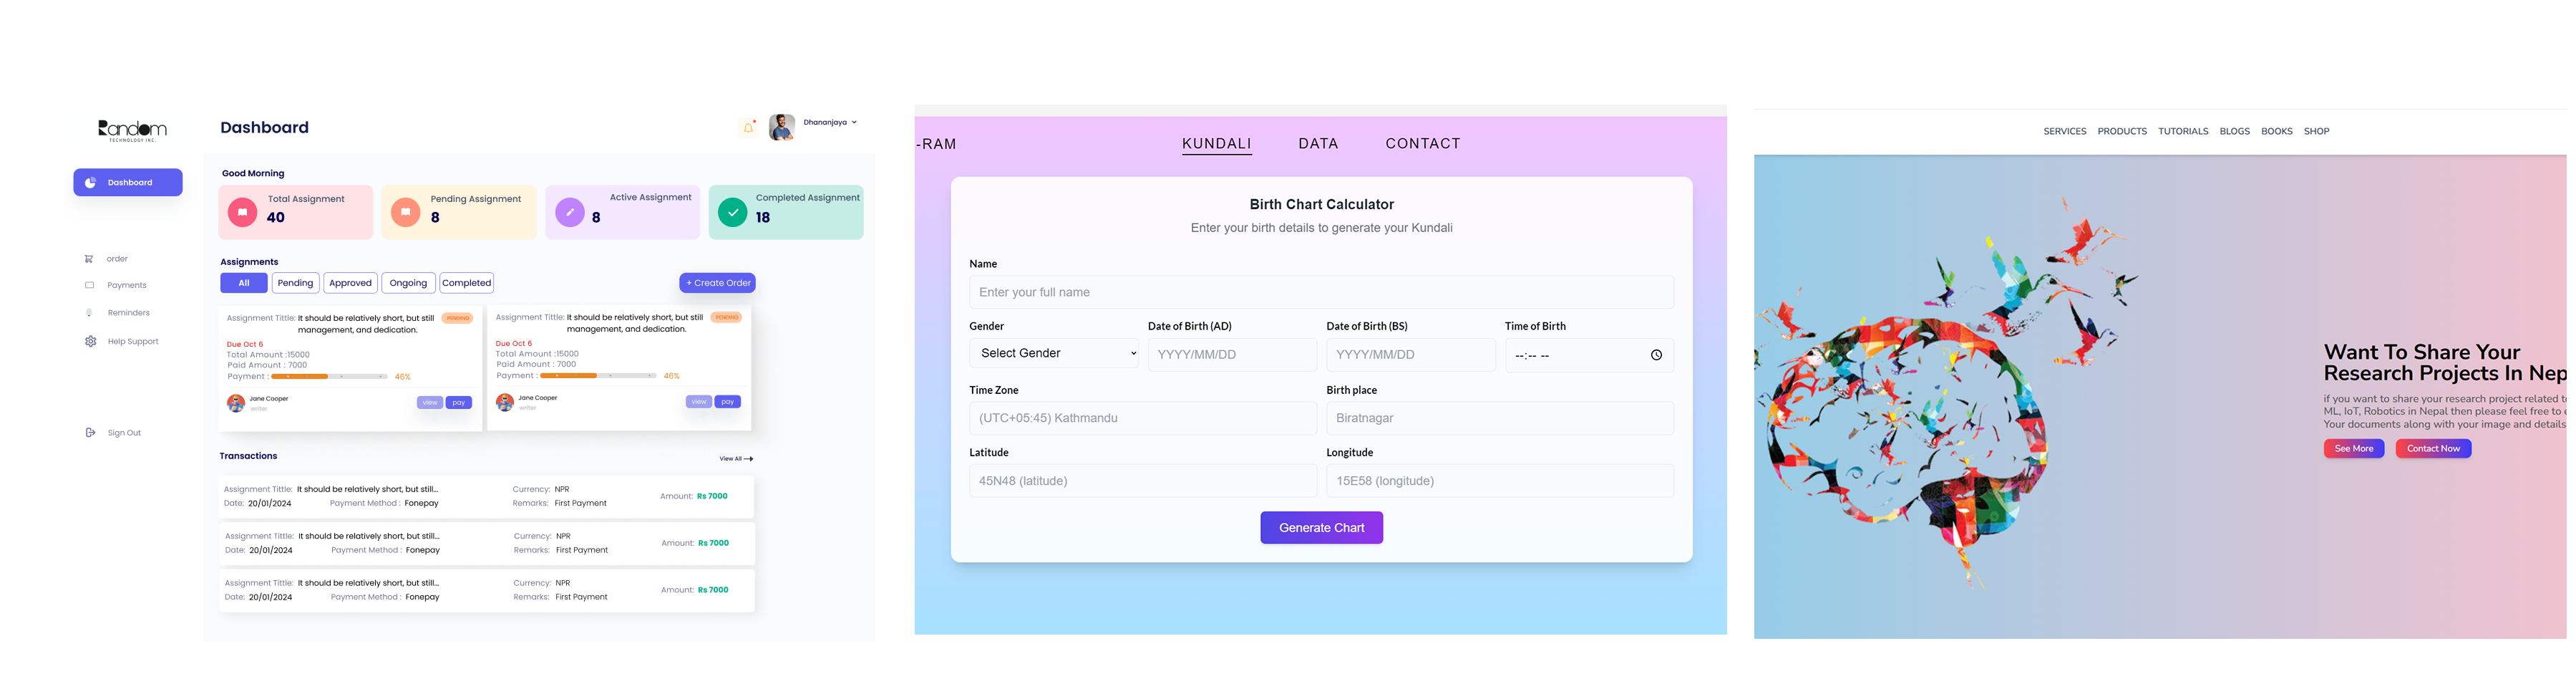 Random
TECHNOLOGY INC.
Dashboard
order
Payments
Reminders
Help Support
Sign Out
Dashboard
Dhananjaya
Good Morning
Total Assignment
40
Pending Assignment
8
Active Assignment
8
Completed Assignment
18
Assignments
All Pending Approved Ongoing Completed
+ Create Order
Assignment Tittle: It should be relatively short, but still
management, and dedication.
PENDING
Due Oct 6
Total Amount :15000
Paid Amount : 7000
Payment : 46%
Jane Cooper
writer
view pay
Assignment Tittle: It should be relatively short, but still
management, and dedication.
PENDING
Due Oct 6
Total Amount :15000
Paid Amount : 7000
Payment : 46%
Jane Cooper
writer
view pay
Transactions
View All
Assignment Tittle: It should be relatively short, but still... Currency: NPR
Date: 20/01/2024 Payment Method : Fonepay Remarks: First Payment
Amount: Rs 7000
Assignment Tittle: It should be relatively short, but still... Currency: NPR
Date: 20/01/2024 Payment Method : Fonepay Remarks: First Payment
Amount: Rs 7000
Assignment Tittle: It should be relatively short, but still... Currency: NPR
Date: 20/01/2024 Payment Method : Fonepay Remarks: First Payment
Amount: Rs 7000
-RAM
KUNDALI DATA CONTACT
Birth Chart Calculator
Enter your birth details to generate your Kundali
Name
Enter your full name
Gender
Select Gender
Date of Birth (AD)
YYYY/MM/DD
Date of Birth (BS)
YYYY/MM/DD
Time of Birth
--:-- --
Time Zone
(UTC+05:45) Kathmandu
Birth place
Biratnagar
Latitude
45N48 (latitude)
Longitude
15E58 (longitude)
Generate Chart
SERVICES PRODUCTS TUTORIALS BLOGS BOOKS SHOP
Want To Share Your
Research Projects In Nep
if you want to share your research project related t
ML, IoT, Robotics in Nepal then please feel free to
Your documents along with your image and details
See More Contact Now